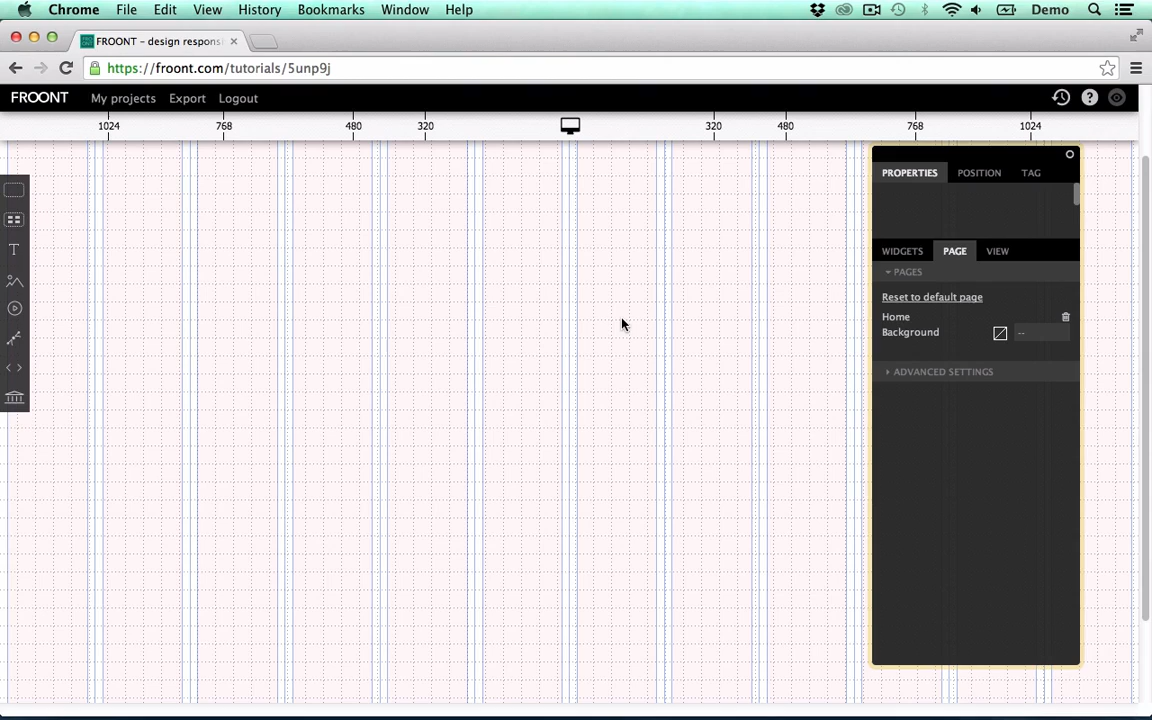 Chrome File Edit View History Bookmarks Window Help Demo
FROONT – design respons
https://froont.com/tutorials/5unp9j
FROONT My projects Export Logout
1024 768 480 320 320 480 768 1024
PROPERTIES POSITION TAG
WIDGETS PAGE VIEW
PAGES
Reset to default page
Home
Background --
ADVANCED SETTINGS
T